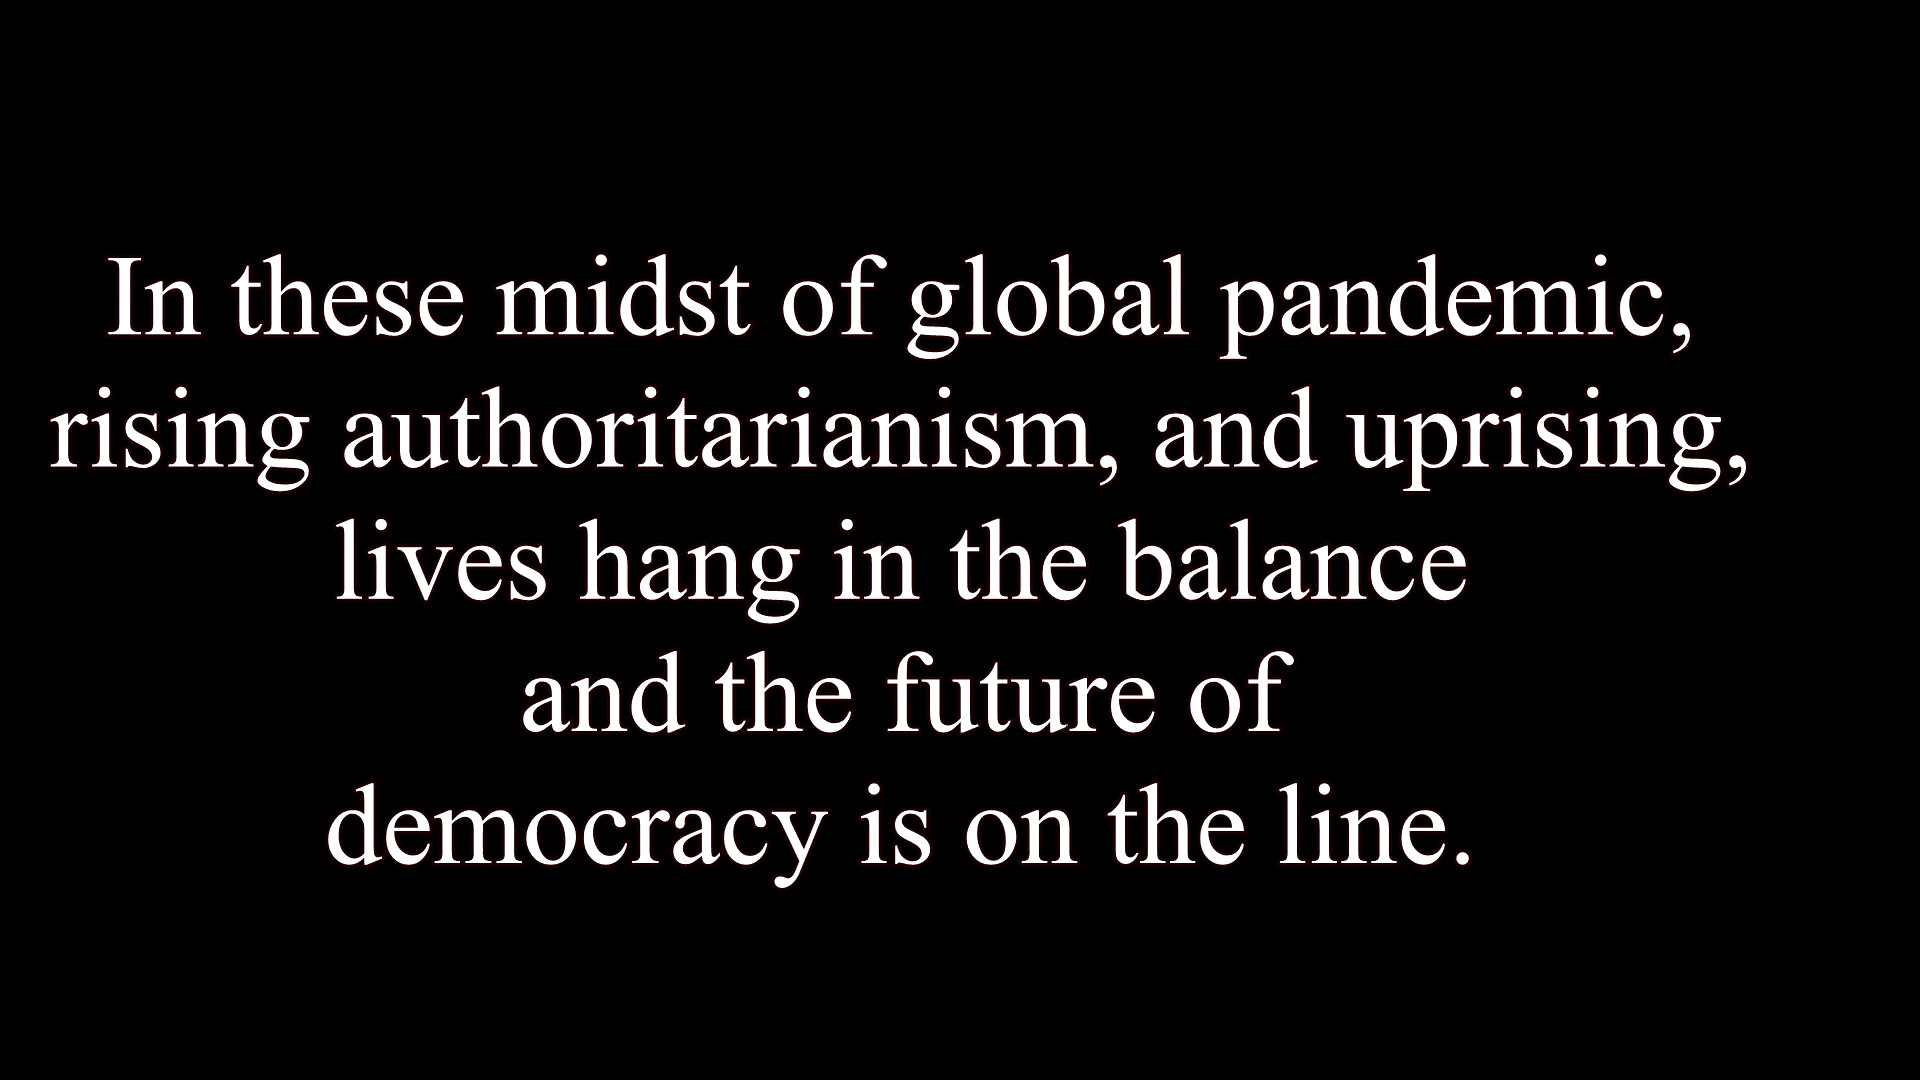 In these midst of global pandemic,
rising authoritarianism, and uprising,
lives hang in the balance
and the future of
democracy is on the line.